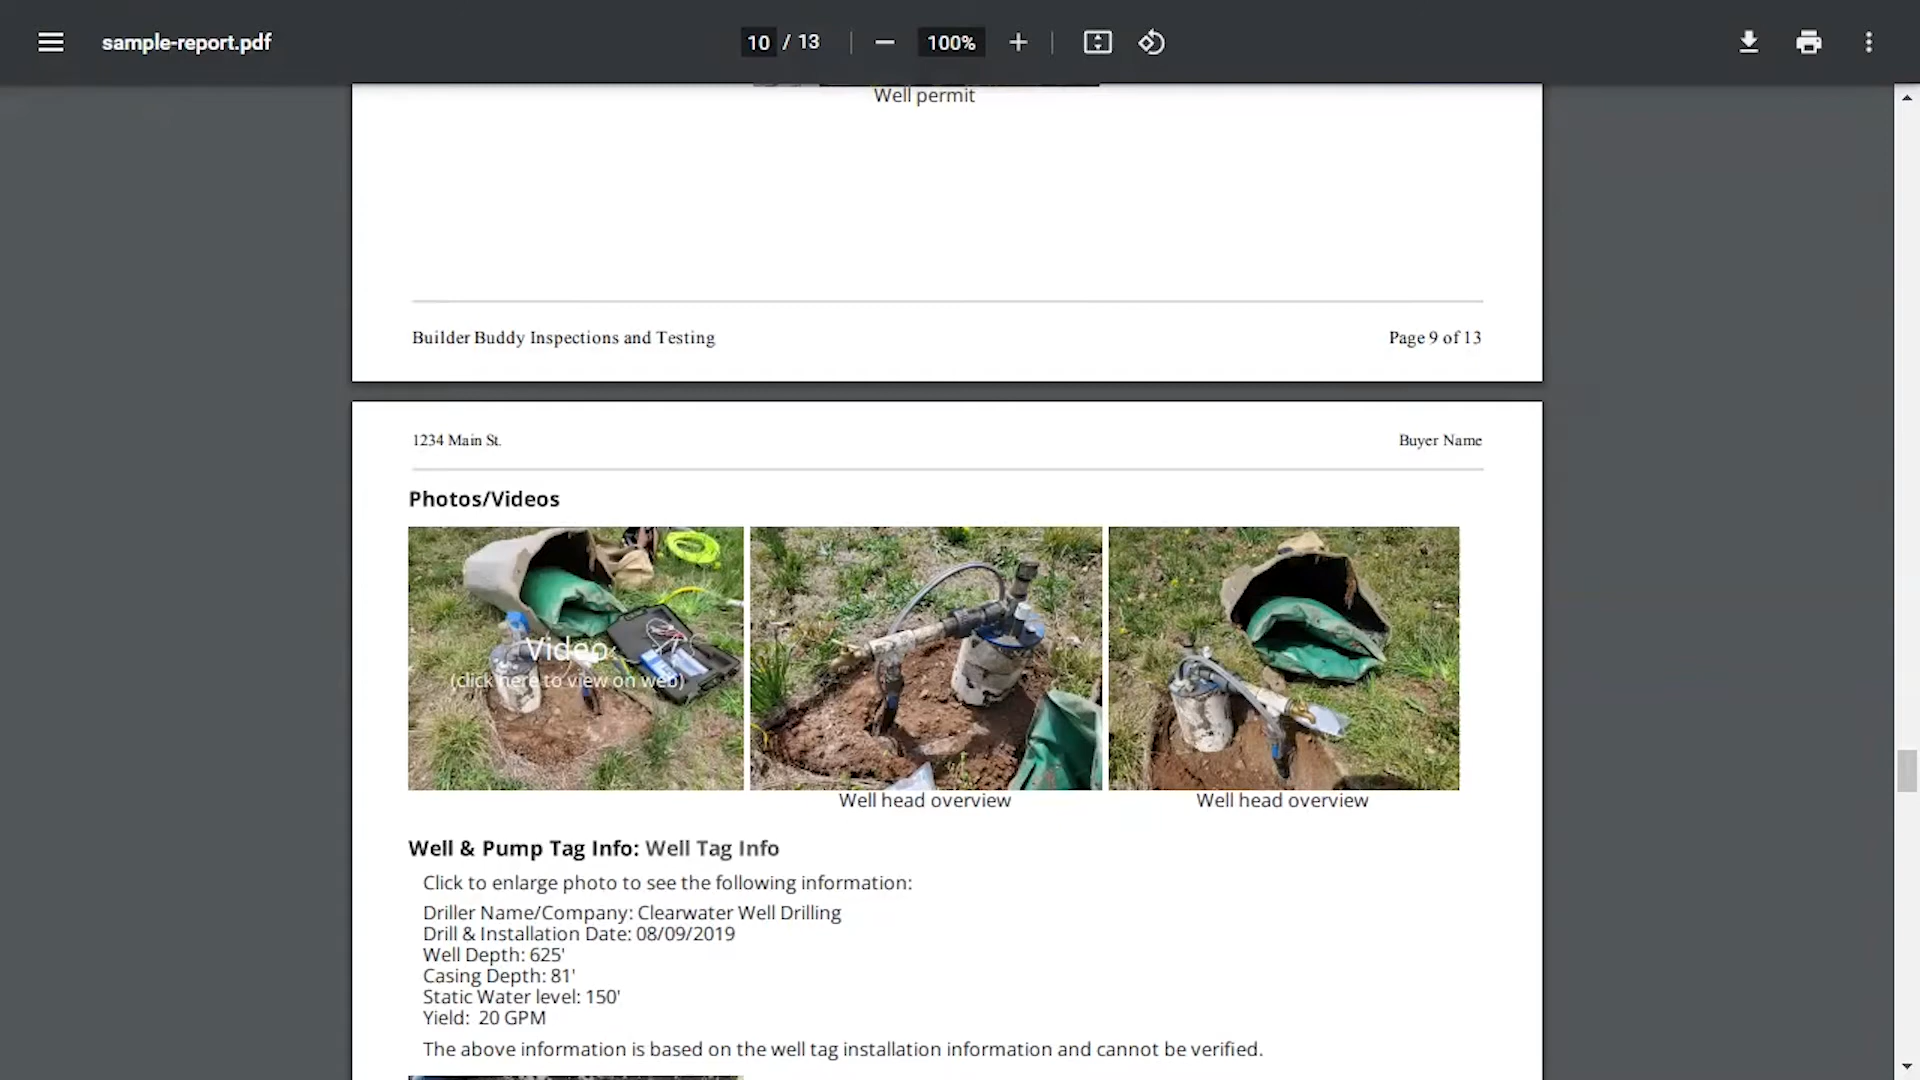 sample-report.pdf
10 / 13
100%
Well permit
Builder Buddy Inspections and Testing
Page 9 of 13
1234 Main St.
Buyer Name
Photos/Videos
Video
(click here to view on web)
Well head overview
Well head overview
Well & Pump Tag Info: Well Tag Info
Click to enlarge photo to see the following information:
Driller Name/Company: Clearwater Well Drilling
Drill & Installation Date: 08/09/2019
Well Depth: 625'
Casing Depth: 81'
Static Water level: 150'
Yield:  20 GPM
The above information is based on the well tag installation information and cannot be verified.